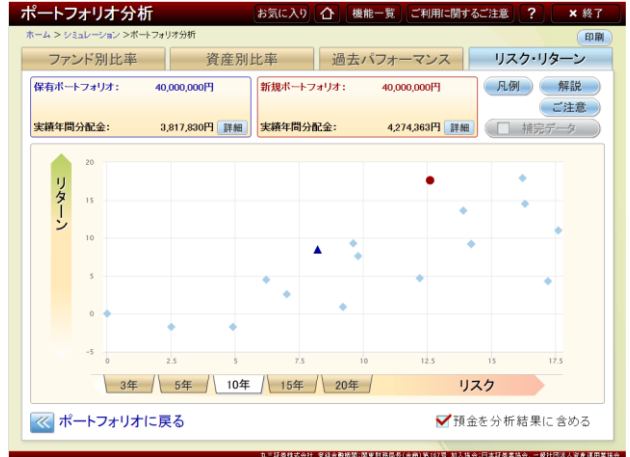 ポートフォリオ分析
お気に入り 機能一覧 ご利用に関するご注意 ? ×終了
ホーム > シミュレーション >ポートフォリオ分析
印刷
ファンド別比率 資産別比率 過去パフォーマンス リスク・リターン
保有ポートフォリオ: 40,000,000円 新規ポートフォリオ: 40,000,000円 凡例 解説
ご注意
実績年間分配金: 3,817,830円 詳細 実績年間分配金: 4,274,363円 詳細 補完データ
リターン
20
15
10
5
0
-5
0 2.5 5 7.5 10 12.5 15 17.5
3年 5年 10年 15年 20年 リスク
ポートフォリオに戻る 預金を分析結果に含める